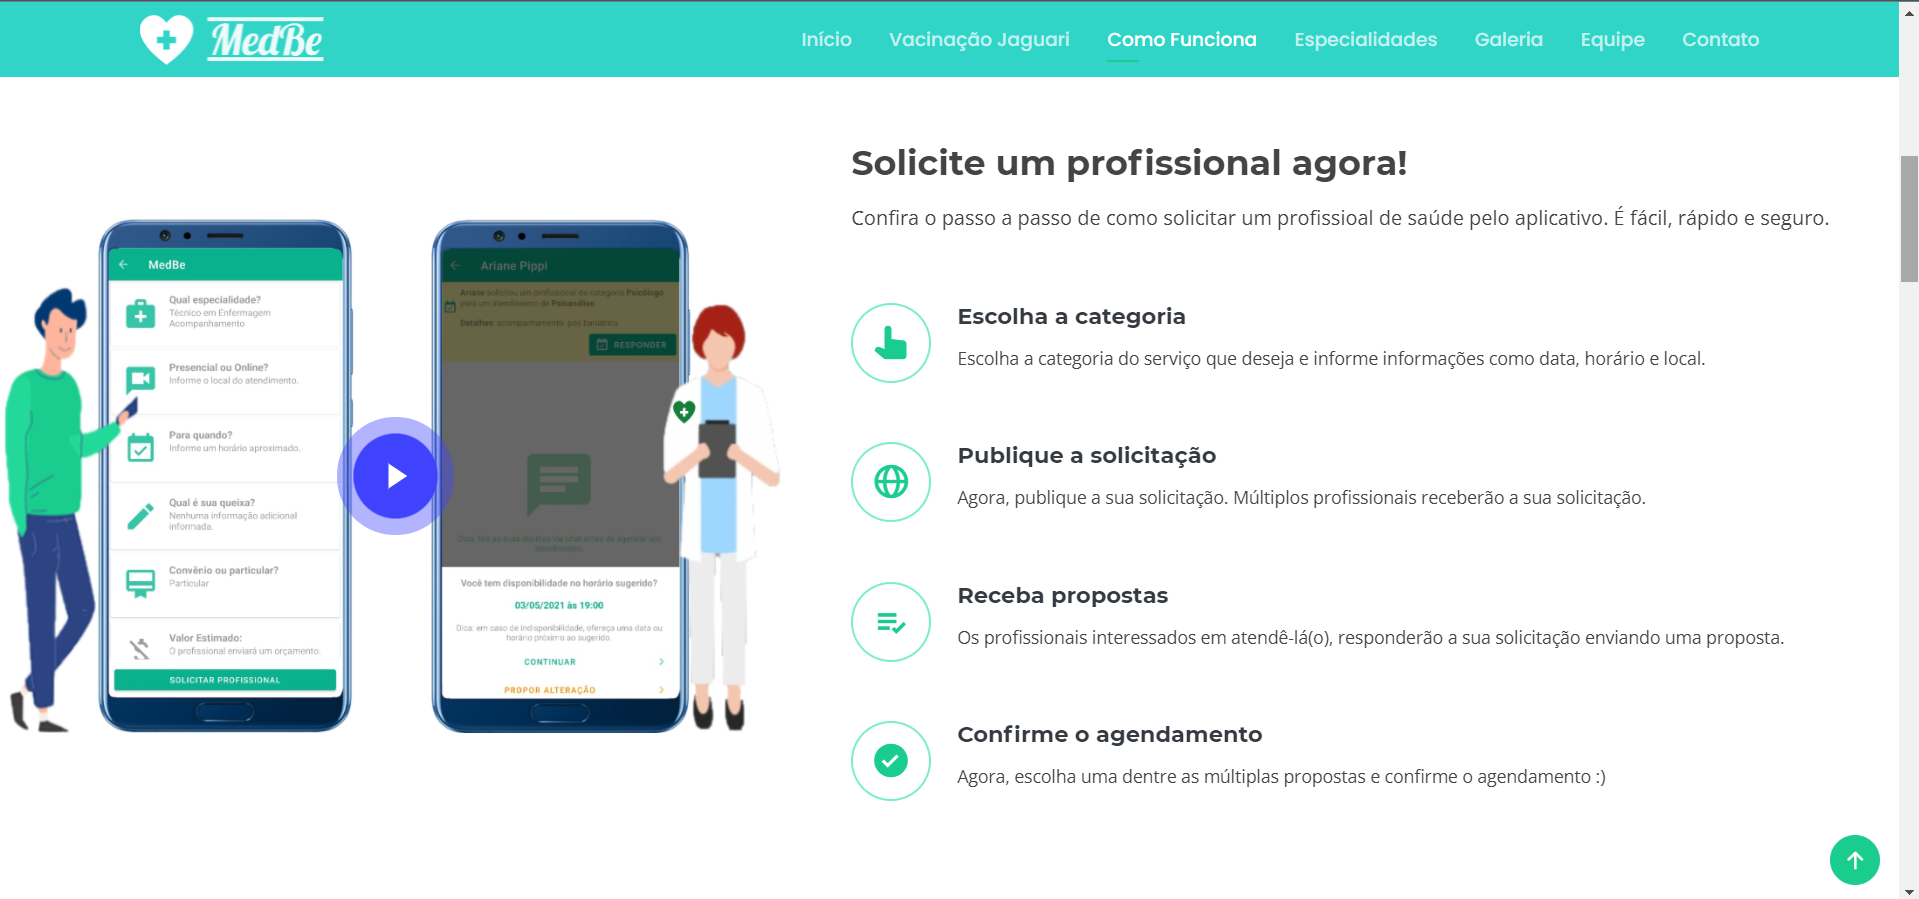 MedBe
Início Vacinação Jaguari Como Funciona Especialidades Galeria Equipe Contato
MedBe
Qual especialidade?
Técnico em Enfermagem
Acompanhamento
Presencial ou Online?
Informe o local do atendimento.
Para quando?
Informe um horário aproximado.
Qual é sua queixa?
Nenhuma informação adicional
informada.
Convênio ou particular?
Particular
Valor Estimado:
O profissional enviará um orçamento.
SOLICITAR PROFISSIONAL
Ariane Pippi
Ariane solicitou um profissional da categoria Psicólogo
para um atendimento de Psicanálise.
Detalhes: acompanhamento pós bariátrica
RESPONDER
Dica: tire as suas dúvidas via chat antes de agendar um
atendimento.
Você tem disponibilidade no horário sugerido?
03/05/2021 às 19:00
Dica: em caso de indisponibilidade, ofereça uma data ou
horário próximo ao sugerido.
CONTINUAR
PROPOR ALTERAÇÃO
Solicite um profissional agora!
Confira o passo a passo de como solicitar um profissioal de saúde pelo aplicativo. É fácil, rápido e seguro.
Escolha a categoria
Escolha a categoria do serviço que deseja e informe informações como data, horário e local.
Publique a solicitação
Agora, publique a sua solicitação. Múltiplos profissionais receberão a sua solicitação.
Receba propostas
Os profissionais interessados em atendê-lá(o), responderão a sua solicitação enviando uma proposta.
Confirme o agendamento
Agora, escolha uma dentre as múltiplas propostas e confirme o agendamento :)